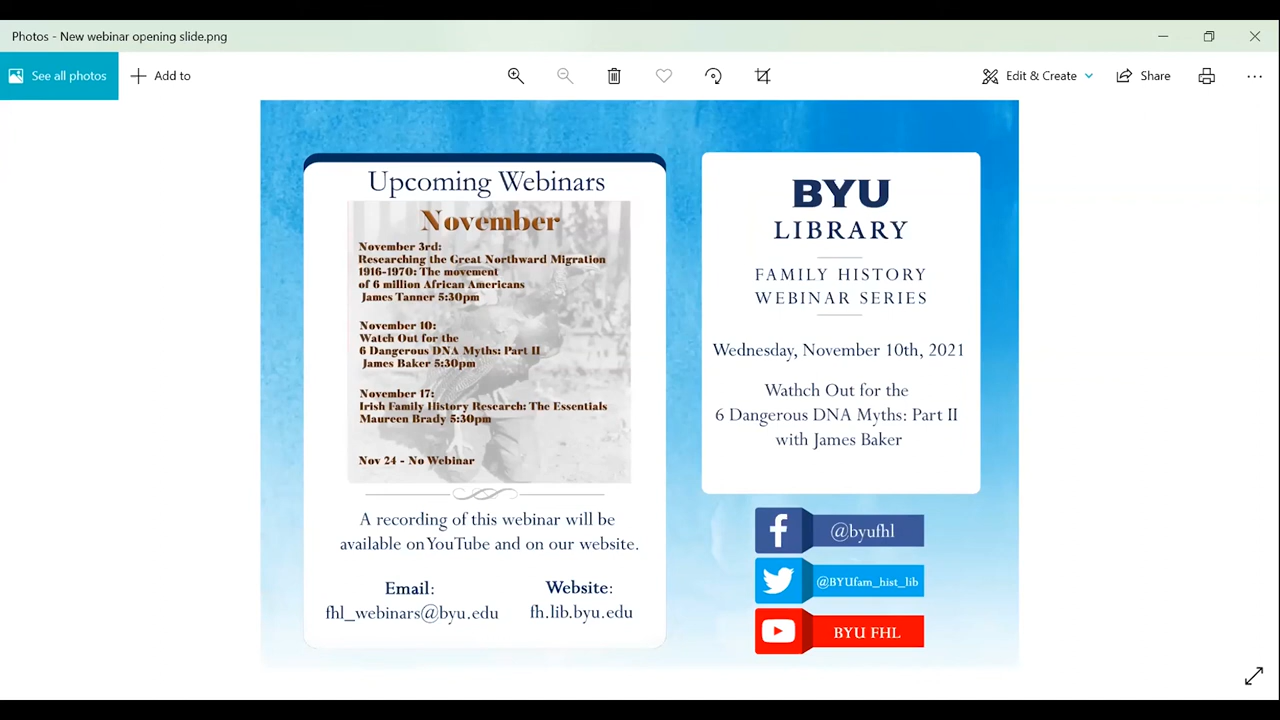 Photos - New webinar opening slide.png
See all photos
Add to
Edit & Create
Share
Upcoming Webinars
November
November 3rd:
Researching the Great Northward Migration
1916-1970: The movement
of 6 million African Americans
James Tanner 5:30pm
November 10:
Watch Out for the
6 Dangerous DNA Myths: Part II
James Baker 5:30pm
November 17:
Irish Family History Research: The Essentials
Maureen Brady 5:30pm
Nov 24 - No Webinar
A recording of this webinar will be
available on YouTube and on our website.
Email:
fhl_webinars@byu.edu
Website:
fh.lib.byu.edu
BYU
LIBRARY
FAMILY HISTORY
WEBINAR SERIES
Wednesday, November 10th, 2021
Wathch Out for the
6 Dangerous DNA Myths: Part II
with James Baker
@byufhl
@BYUfam_hist_lib
BYU FHL